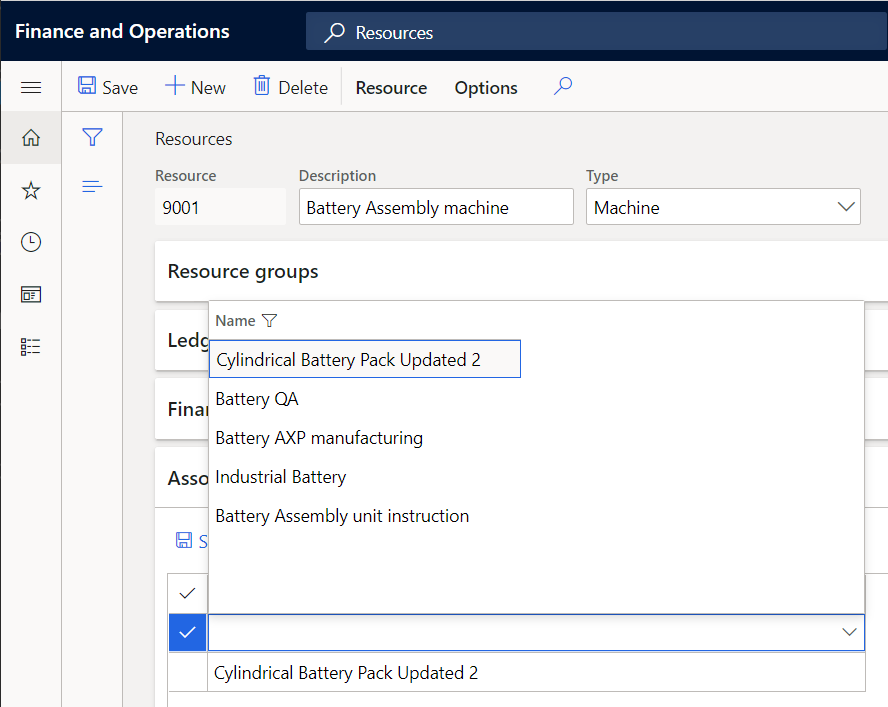 Finance and Operations
Resources
Save
New
Delete
Resource
Options
Resources
Resource
Description
Type
9001
Battery Assembly machine
Machine
Resource groups
Name
Ledg
Cylindrical Battery Pack Updated 2
Battery QA
Finan
Battery AXP manufacturing
Asso
Industrial Battery
Battery Assembly unit instruction
S
Cylindrical Battery Pack Updated 2